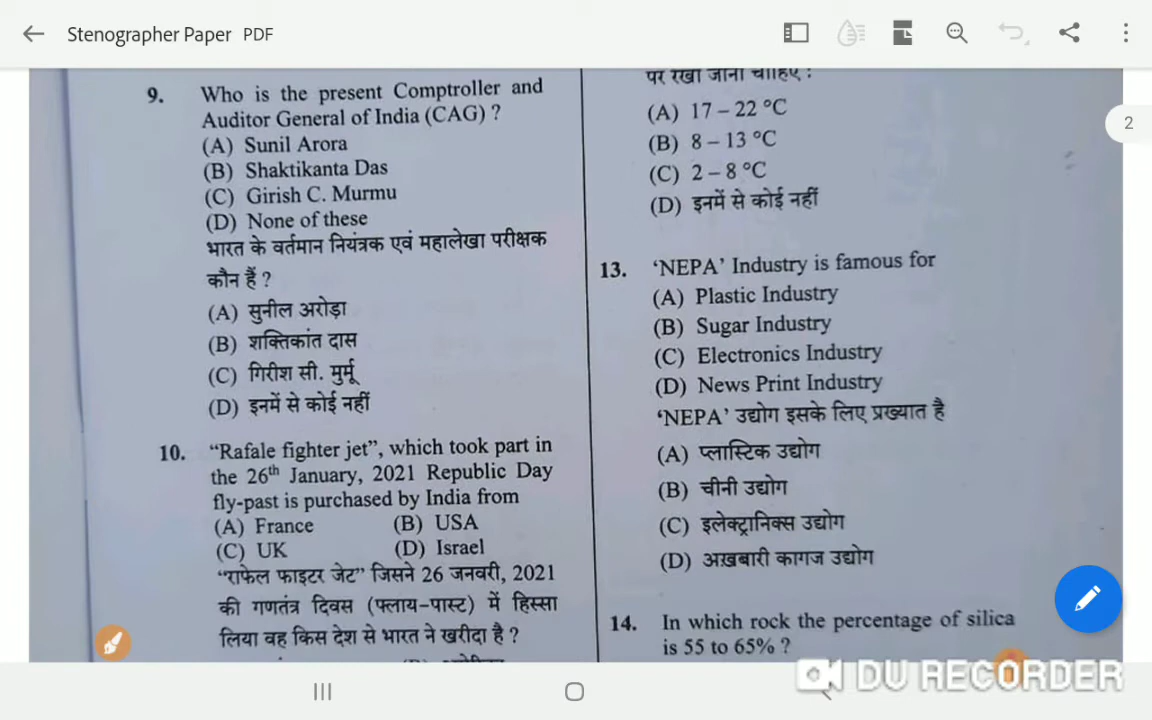 Stenographer Paper PDF
2
9. Who is the present Comptroller and
Auditor General of India (CAG) ?
(A) Sunil Arora
(B) Shaktikanta Das
(C) Girish C. Murmu
(D) None of these
भारत के वर्तमान नियंत्रक एवं महालेखा परीक्षक
कौन हैं ?
(A) सुनील अरोड़ा
(B) शक्तिकांत दास
(C) गिरीश सी. मुर्मू
(D) इनमें से कोई नहीं
10. “Rafale fighter jet”, which took part in
the 26th January, 2021 Republic Day
fly-past is purchased by India from
(A) France (B) USA
(C) UK (D) Israel
“राफेल फाइटर जेट” जिसने 26 जनवरी, 2021
की गणतंत्र दिवस (फ्लाय-पास्ट) में हिस्सा
लिया वह किस देश से भारत ने खरीदा है ?
पर रखा जाना चाहिए :
(A) 17 – 22 °C
(B) 8 – 13 °C
(C) 2 – 8 °C
(D) इनमें से कोई नहीं
13. ‘NEPA’ Industry is famous for
(A) Plastic Industry
(B) Sugar Industry
(C) Electronics Industry
(D) News Print Industry
‘NEPA’ उद्योग इसके लिए प्रख्यात है
(A) प्लास्टिक उद्योग
(B) चीनी उद्योग
(C) इलेक्ट्रानिक्स उद्योग
(D) अख़बारी कागज उद्योग
14. In which rock the percentage of silica
is 55 to 65% ?
DU RECORDER